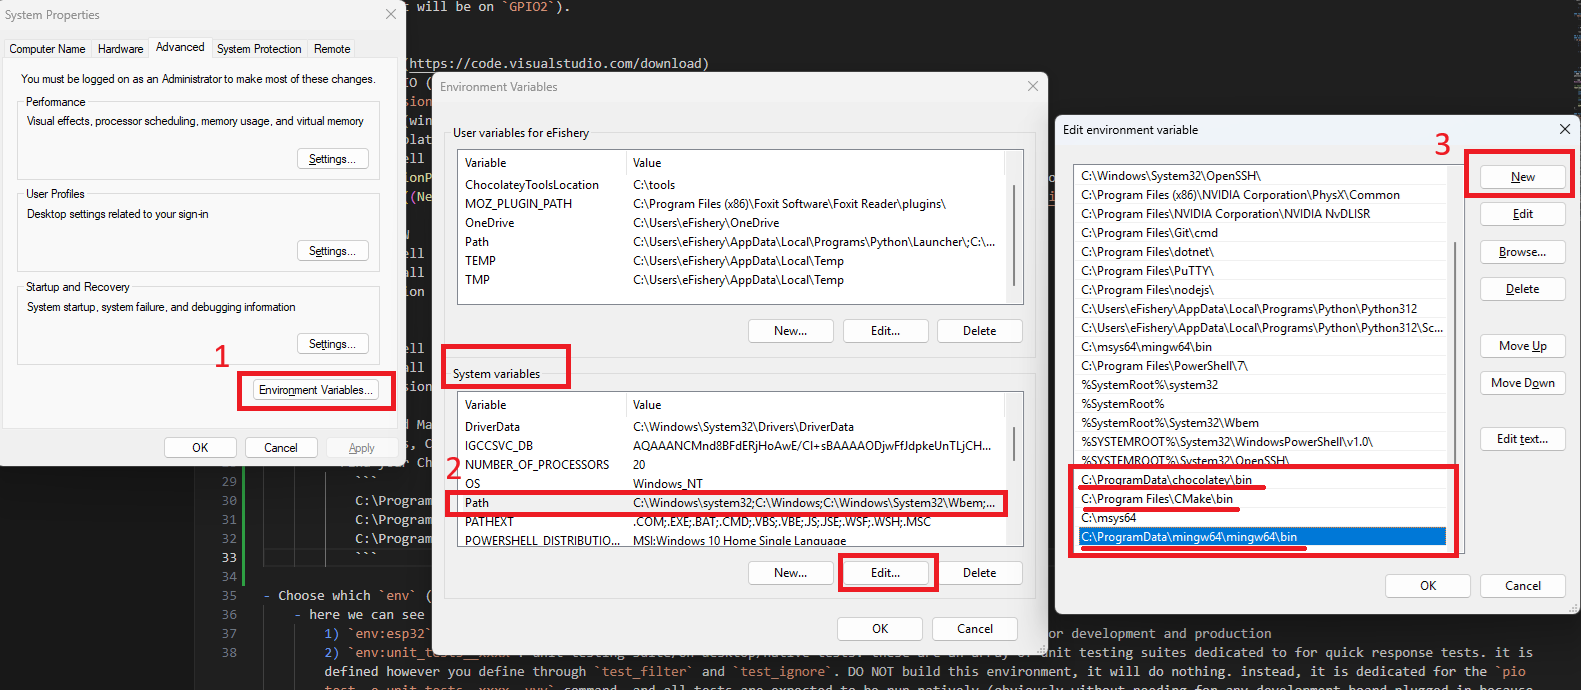 System Properties
Computer Name Hardware Advanced System Protection Remote
You must be logged on as an Administrator to make most of these changes.
Performance
Visual effects, processor scheduling, memory usage, and virtual memory
Settings...
User Profiles
Desktop settings related to your sign-in
Settings...
Startup and Recovery
System startup, system failure, and debugging information
Settings...
1
Environment Variables...
OK Cancel Apply
t will be on `GPIO2`).
(https://code.visualstudio.com/download)
Environment Variables
User variables for eFishery
Variable Value
ChocolateyToolsLocation C:\tools
MOZ_PLUGIN_PATH C:\Program Files (x86)\Foxit Software\Foxit Reader\plugins\
OneDrive C:\Users\eFishery\OneDrive
Path C:\Users\eFishery\AppData\Local\Programs\Python\Launcher\;C:\...
TEMP C:\Users\eFishery\AppData\Local\Temp
TMP C:\Users\eFishery\AppData\Local\Temp
New... Edit... Delete
System variables
Variable Value
DriverData C:\Windows\System32\Drivers\DriverData
IGCCSVC_DB AQAAANCMnd8BFdERjHoAwE/Cl+sBAAAAODjwFfJdpkeUnTLjCH...
NUMBER_OF_PROCESSORS 20
2
OS Windows_NT
Path C:\Windows\system32;C:\Windows;C:\Windows\System32\Wbem;...
PATHEXT .COM;.EXE;.BAT;.CMD;.VBS;.VBE;.JS;.JSE;.WSF;.WSH;.MSC
POWERSHELL_DISTRIBUTIO... MSI:Windows 10 Home Single Language
New... Edit... Delete
OK Cancel
Edit environment variable
3
C:\Windows\System32\OpenSSH\
C:\Program Files (x86)\NVIDIA Corporation\PhysX\Common
C:\Program Files\NVIDIA Corporation\NVIDIA NvDLISR
C:\Program Files\Git\cmd
C:\Program Files\dotnet\
C:\Program Files\PuTTY\
C:\Program Files\nodejs\
C:\Users\eFishery\AppData\Local\Programs\Python\Python312
C:\Users\eFishery\AppData\Local\Programs\Python\Python312\Sc...
C:\msys64\mingw64\bin
C:\Program Files\PowerShell\7\
%SystemRoot%\system32
%SystemRoot%
%SystemRoot%\System32\Wbem
%SYSTEMROOT%\System32\WindowsPowerShell\v1.0\
%SYSTEMROOT%\System32\OpenSSH\
C:\ProgramData\chocolatey\bin
C:\Program Files\CMake\bin
C:\msys64
C:\ProgramData\mingw64\mingw64\bin
New
Edit
Browse...
Delete
Move Up
Move Down
Edit text...
OK Cancel
29 ```
30 C:\Program
31 C:\Program
32 C:\Program
33 ```
34
35 - Choose which `env` (
36 - here we can see
37 1) `env:esp32` or development and production
38 2) `env:unit_tests__xxxx`
unit testing suites dedicated to for quick response tests. it is
defined however you define through `test_filter` and `test_ignore`. DO NOT build this environment, it will do nothing. instead, it is dedicated for the `pio